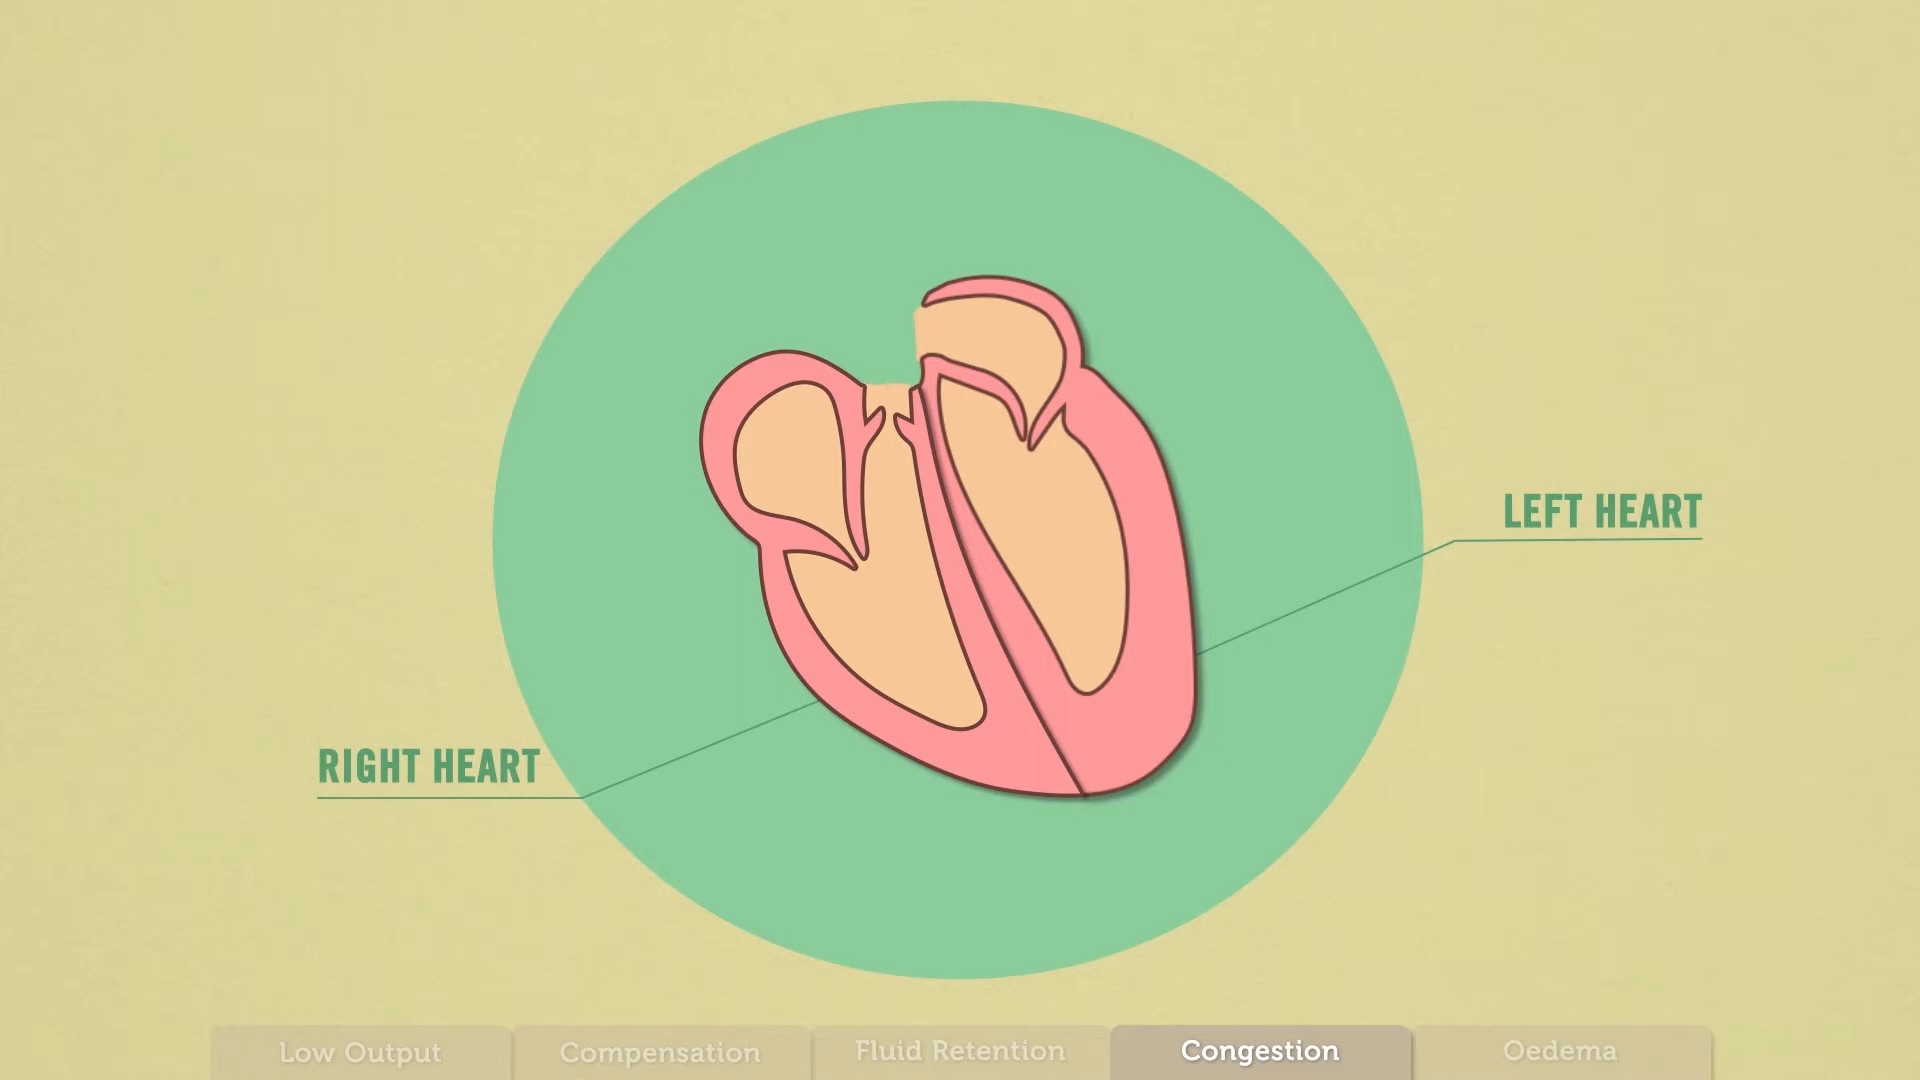 LEFT HEART
RIGHT HEART
Low Output
Compensation
Fluid Retention
Congestion
Oedema